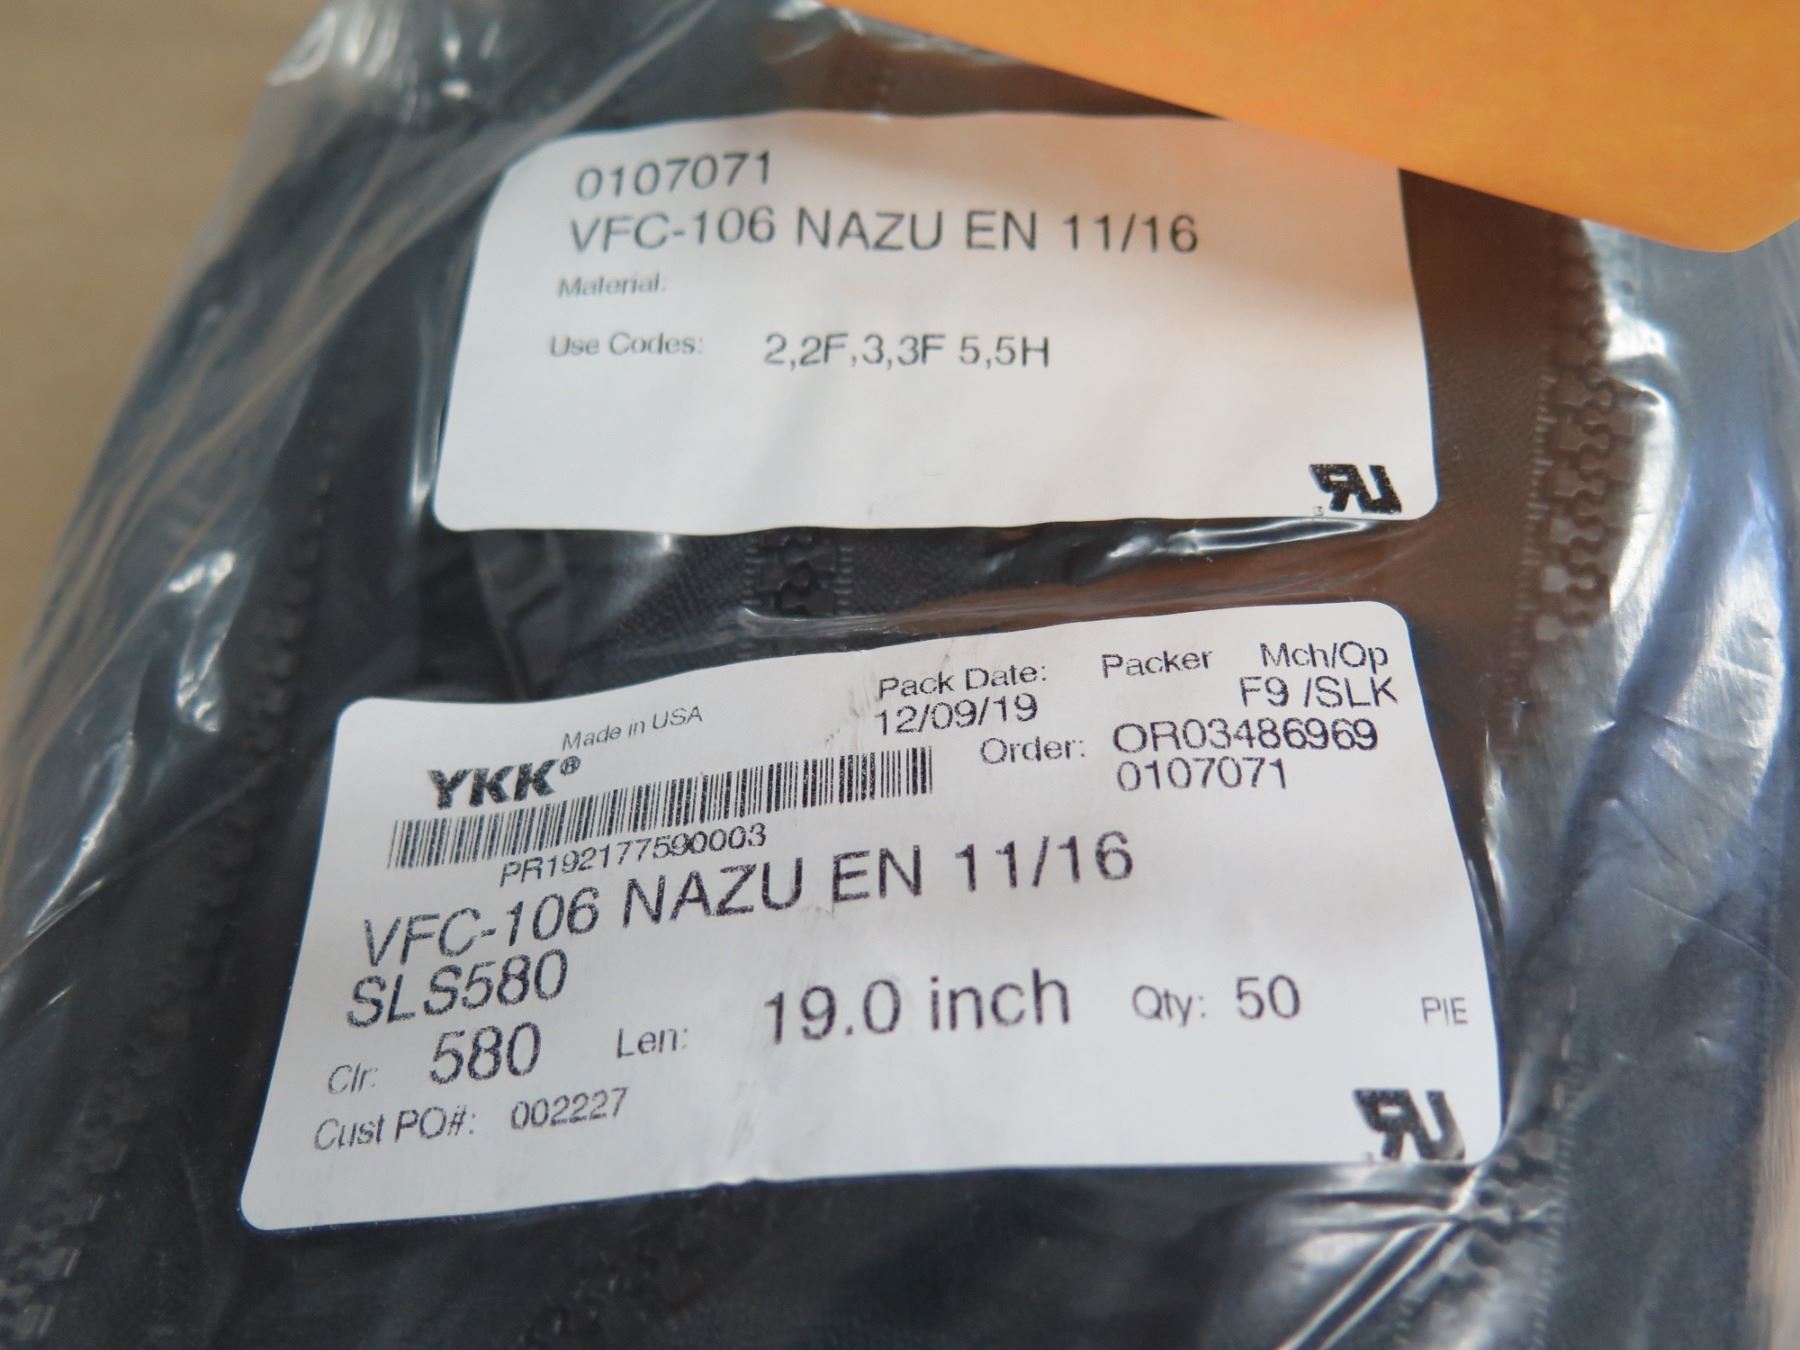 0107071
VFC-106 NAZU EN 11/16
Material:
Use Codes: 2,2F,3,3F 5,5H
Made in USA
Pack Date: Packer Mch/Op
12/09/19 F9 /SLK
YKK®
Order: OR03486969
0107071
PR192177590003
VFC-106 NAZU EN 11/16
SLS580
Clr: 580 Len: 19.0 inch Qty: 50 PIE
Cust PO#: 002227